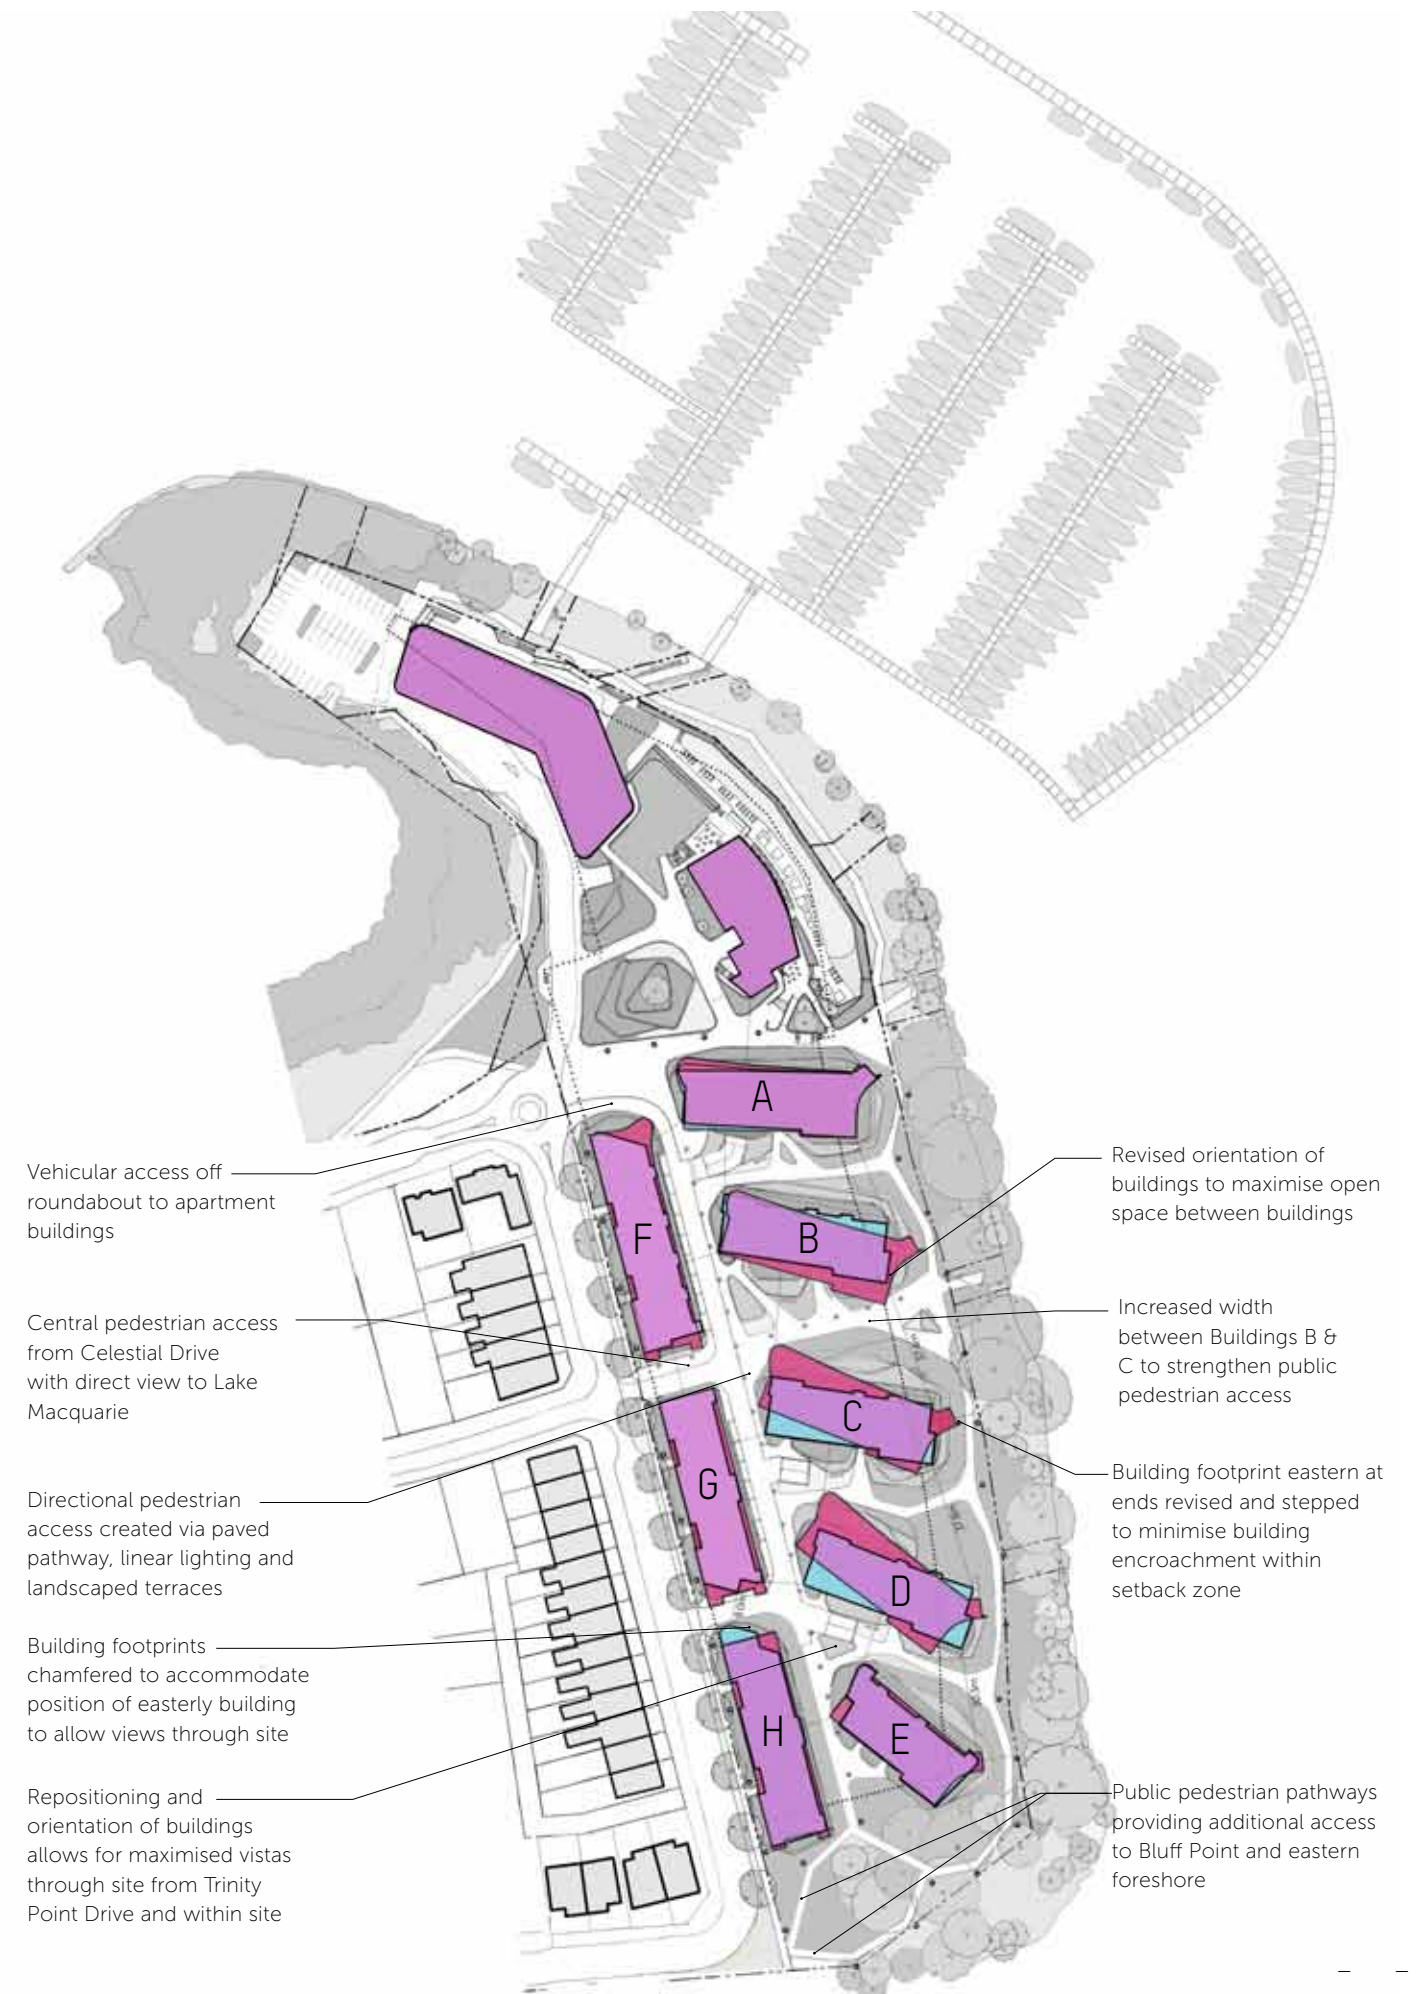 A
B
C
D
E
F
G
H
Vehicular access off
roundabout to apartment
buildings
Central pedestrian access
from Celestial Drive
with direct view to Lake
Macquarie
Directional pedestrian
access created via paved
pathway, linear lighting and
landscaped terraces
Building footprints
chamfered to accommodate
position of easterly building
to allow views through site
Repositioning and
orientation of buildings
allows for maximised vistas
through site from Trinity
Point Drive and within site
Revised orientation of
buildings to maximise open
space between buildings
Increased width
between Buildings B &
C to strengthen public
pedestrian access
Building footprint eastern at
ends revised and stepped
to minimise building
encroachment within
setback zone
Public pedestrian pathways
providing additional access
to Bluff Point and eastern
foreshore